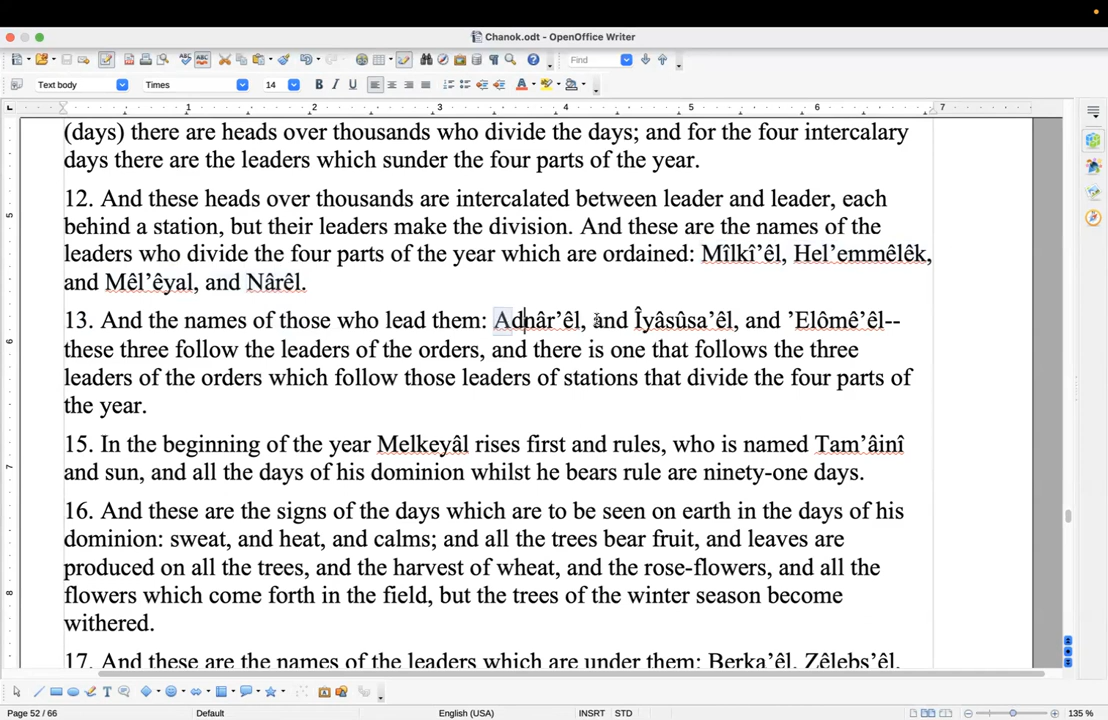 Chanok.odt - OpenOffice Writer
Find
Text body
Times
14
1 2 3 4 5 6 7
(days) there are heads over thousands who divide the days; and for the four intercalary
days there are the leaders which sunder the four parts of the year.
12. And these heads over thousands are intercalated between leader and leader, each
behind a station, but their leaders make the division. And these are the names of the
leaders who divide the four parts of the year which are ordained: Mîlkî’êl, Hel’emmêlêk,
and Mêl’êyal, and Nârêl.
13. And the names of those who lead them: Adnâr’êl, and Îyâsûsa’êl, and ’Elômê’êl--
these three follow the leaders of the orders, and there is one that follows the three
leaders of the orders which follow those leaders of stations that divide the four parts of
the year.
15. In the beginning of the year Melkeyâl rises first and rules, who is named Tam’âinî
and sun, and all the days of his dominion whilst he bears rule are ninety-one days.
16. And these are the signs of the days which are to be seen on earth in the days of his
dominion: sweat, and heat, and calms; and all the trees bear fruit, and leaves are
produced on all the trees, and the harvest of wheat, and the rose-flowers, and all the
flowers which come forth in the field, but the trees of the winter season become
withered.
17. And these are the names of the leaders which are under them: Berka’êl, Zêlebs’êl,
5
6
7
8
9
Page 52 / 66
Default
English (USA)
INSRT
STD
135 %